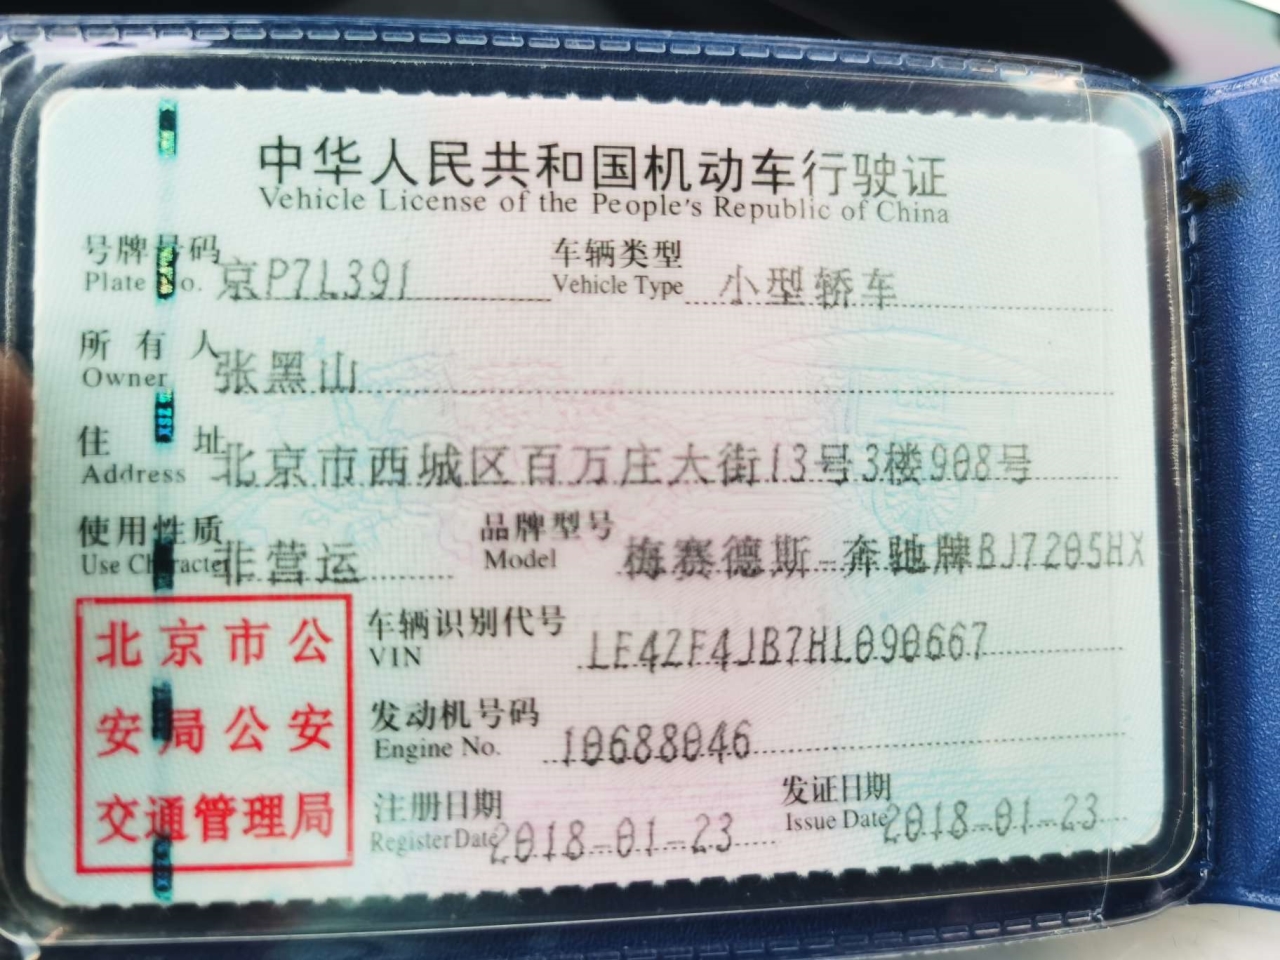 中华人民共和国机动车行驶证
Vehicle License of the People's Republic of China
号牌号码 京P7L391 车辆类型 小型轿车
Plate No. Vehicle Type
所有人 张黑山
Owner
住址 北京市西城区百万庄大街13号3楼908号
Address
使用性质 非营运 品牌型号 梅赛德斯-奔驰牌BJ7205HX
Use Character Model
北京市公
安局公安
交通管理局
车辆识别代号 LE4ZF4JB7HL090667
VIN
发动机号码 10688046
Engine No.
注册日期 2018-01-23 发证日期 2018-01-23
Register Date Issue Date